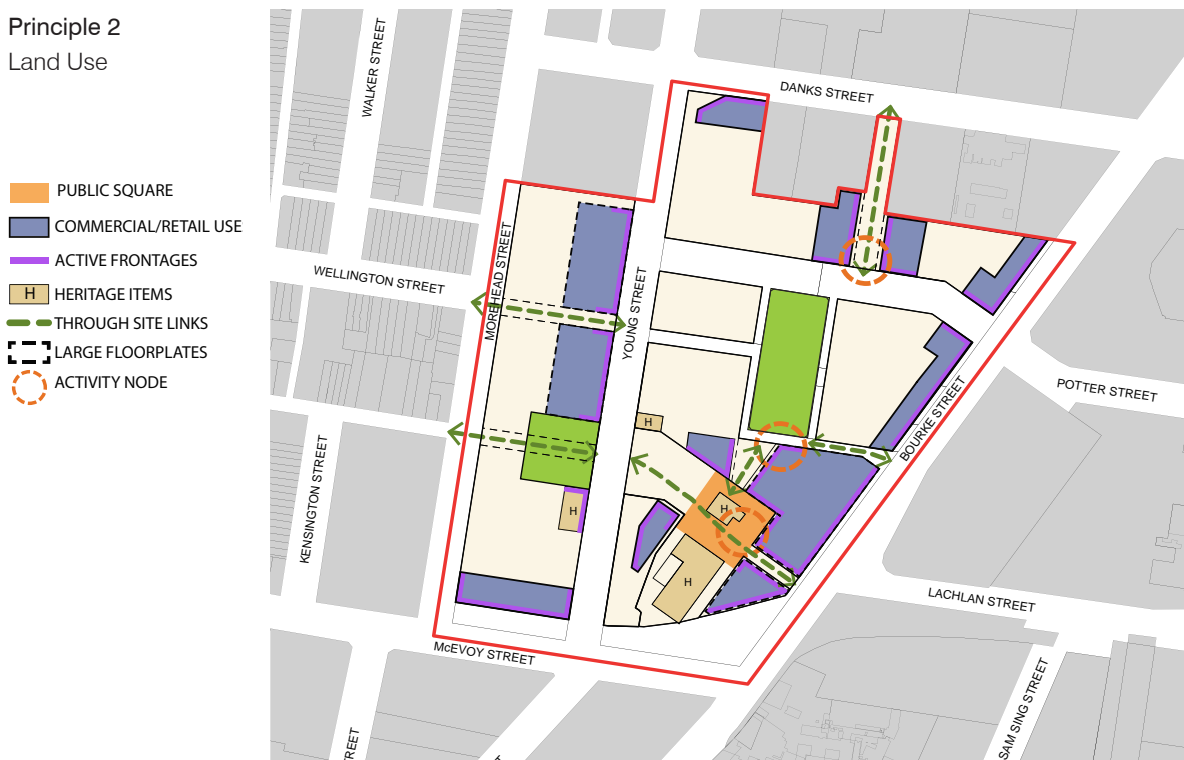 Principle 2
Land Use
PUBLIC SQUARE
COMMERCIAL/RETAIL USE
ACTIVE FRONTAGES
H
HERITAGE ITEMS
THROUGH SITE LINKS
LARGE FLOORPLATES
ACTIVITY NODE
WALKER STREET
DANKS STREET
WELLINGTON STREET
MOREHEAD STREET
YOUNG STREET
POTTER STREET
BOURKE STREET
KENSINGTON STREET
H
H
H
H
LACHLAN STREET
McEVOY STREET
SAM SING STREET
STREET